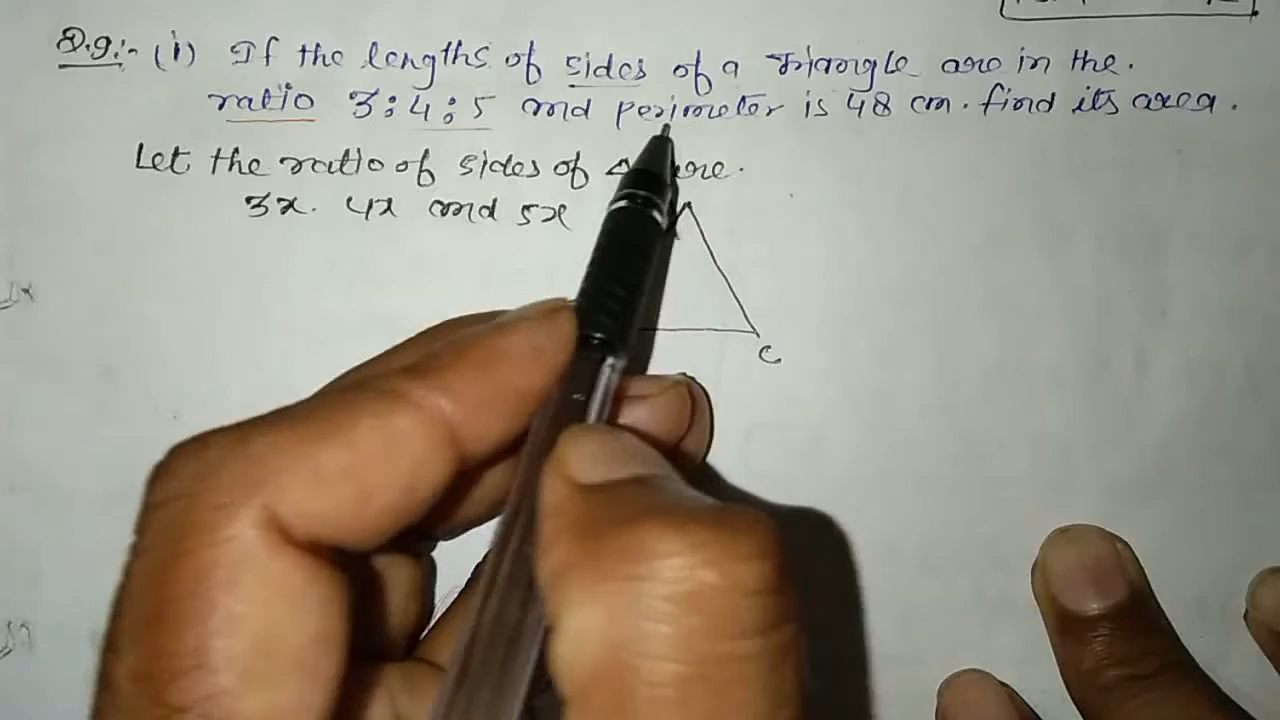 Q.9:- (i) If the lengths of sides of a triangle are in the.
ratio 3:4:5 and perimeter is 48 cm. find its area.
Let the ratio of sides of
3x. 4x and 5x
C